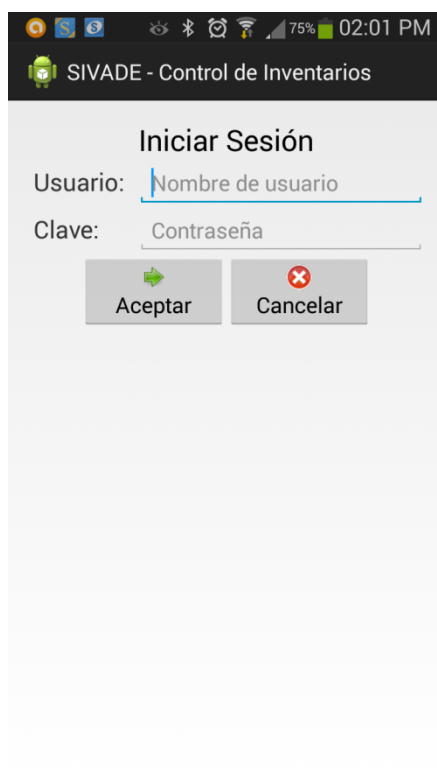 75% 02:01 PM
SIVADE - Control de Inventarios
Iniciar Sesión
Usuario: Nombre de usuario
Clave: Contraseña
Aceptar Cancelar